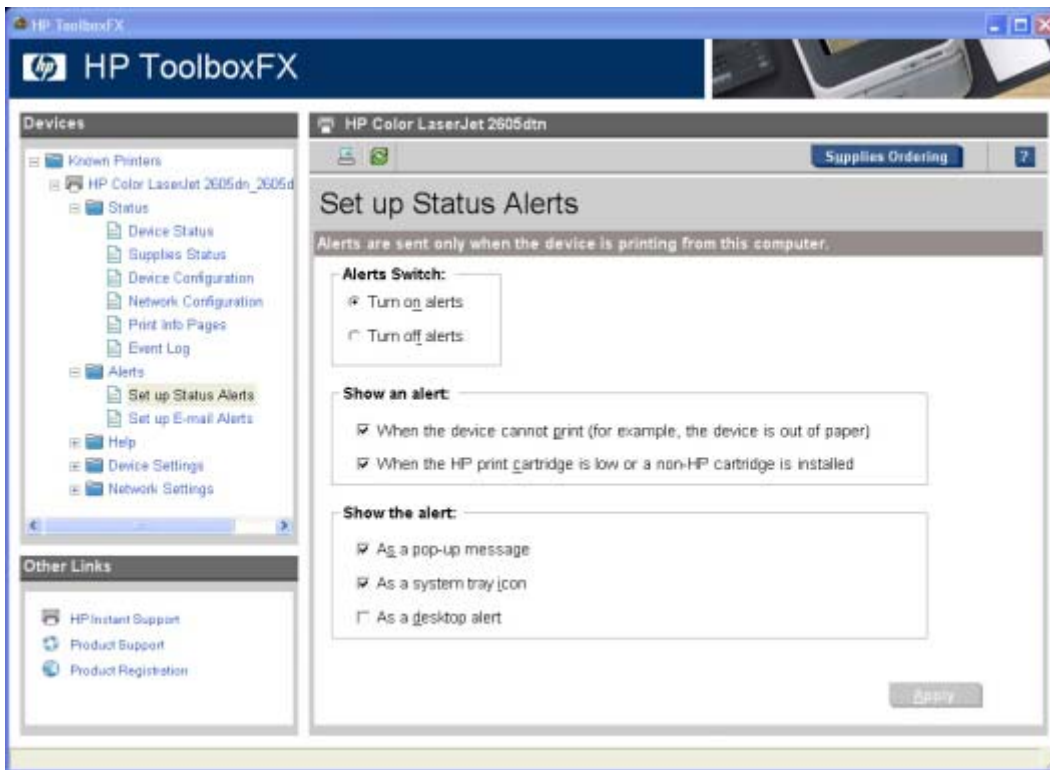 HP ToolboxFX
hp HP ToolboxFX
Devices
Known Printers
HP Color LaserJet 2605dn_2605d
Status
Device Status
Supplies Status
Device Configuration
Network Configuration
Print Info Pages
Event Log
Alerts
Set up Status Alerts
Set up E-mail Alerts
Help
Device Settings
Network Settings
Other Links
HP Instant Support
Product Support
Product Registration
HP Color LaserJet 2605dtn
Supplies Ordering ?
Set up Status Alerts
Alerts are sent only when the device is printing from this computer.
Alerts Switch:
Turn on alerts
Turn off alerts
Show an alert:
When the device cannot print (for example, the device is out of paper)
When the HP print cartridge is low or a non-HP cartridge is installed
Show the alert:
As a pop-up message
As a system tray icon
As a desktop alert
Apply